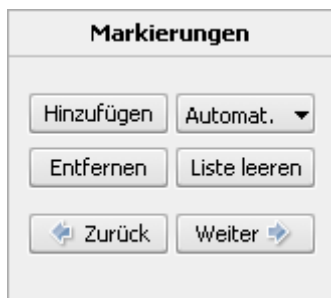 Markierungen
Hinzufügen Automat.
Entfernen Liste leeren
Zurück Weiter